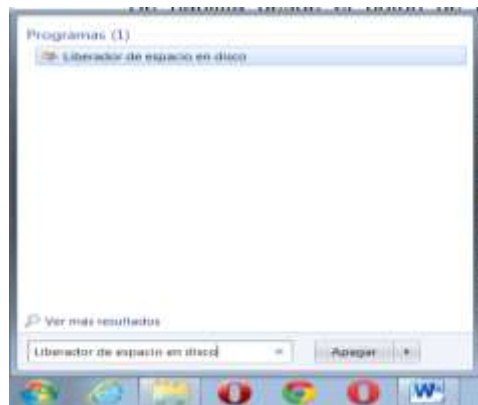 Programas (1)
Liberador de espacio en disco
Ver más resultados
Liberador de espacio en disco
Apagar
W